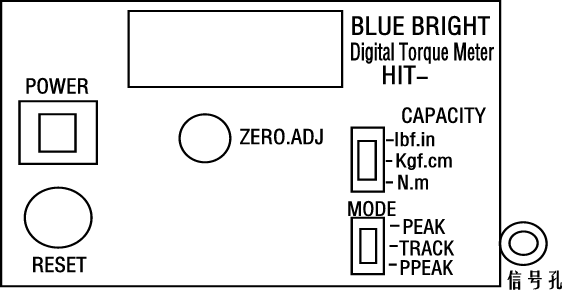 BLUE BRIGHT
Digital Torque Meter
HIT-
POWER
CAPACITY
ZERO.ADJ
lbf.in
Kgf.cm
N.m
MODE
PEAK
TRACK
PPEAK
RESET
信号孔